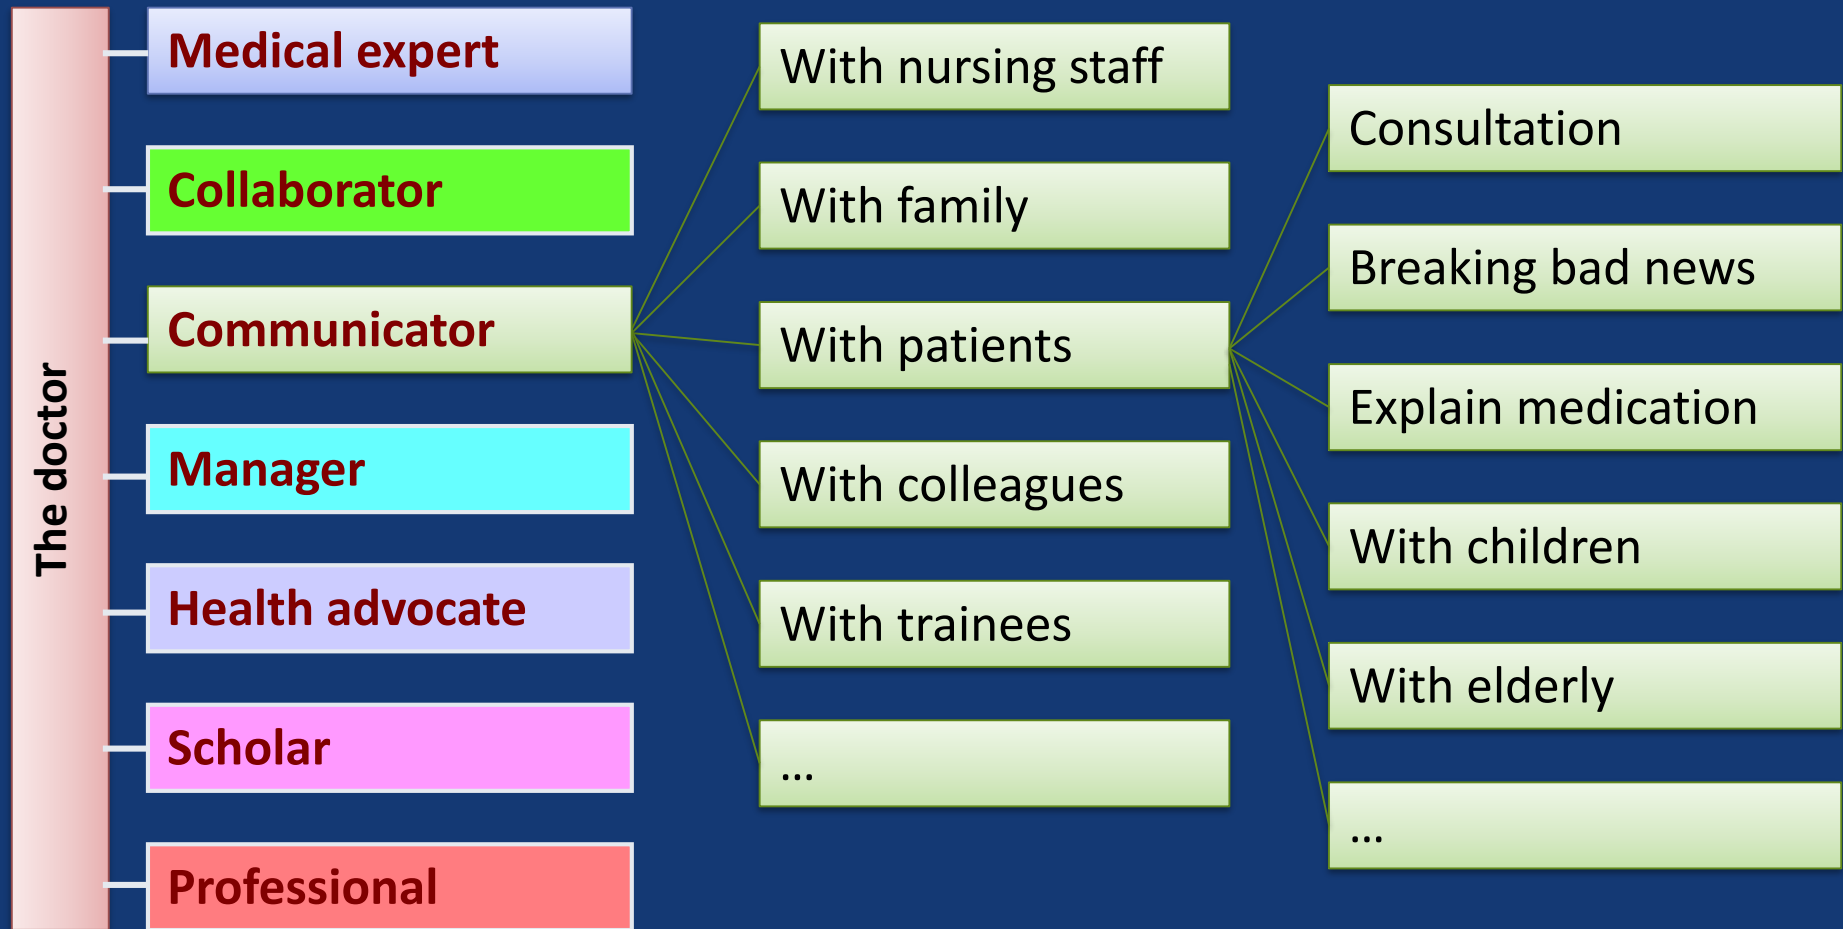 The doctor
Medical expert
Collaborator
Communicator
Manager
Health advocate
Scholar
Professional
With nursing staff
With family
With patients
With colleagues
With trainees
...
Consultation
Breaking bad news
Explain medication
With children
With elderly
...